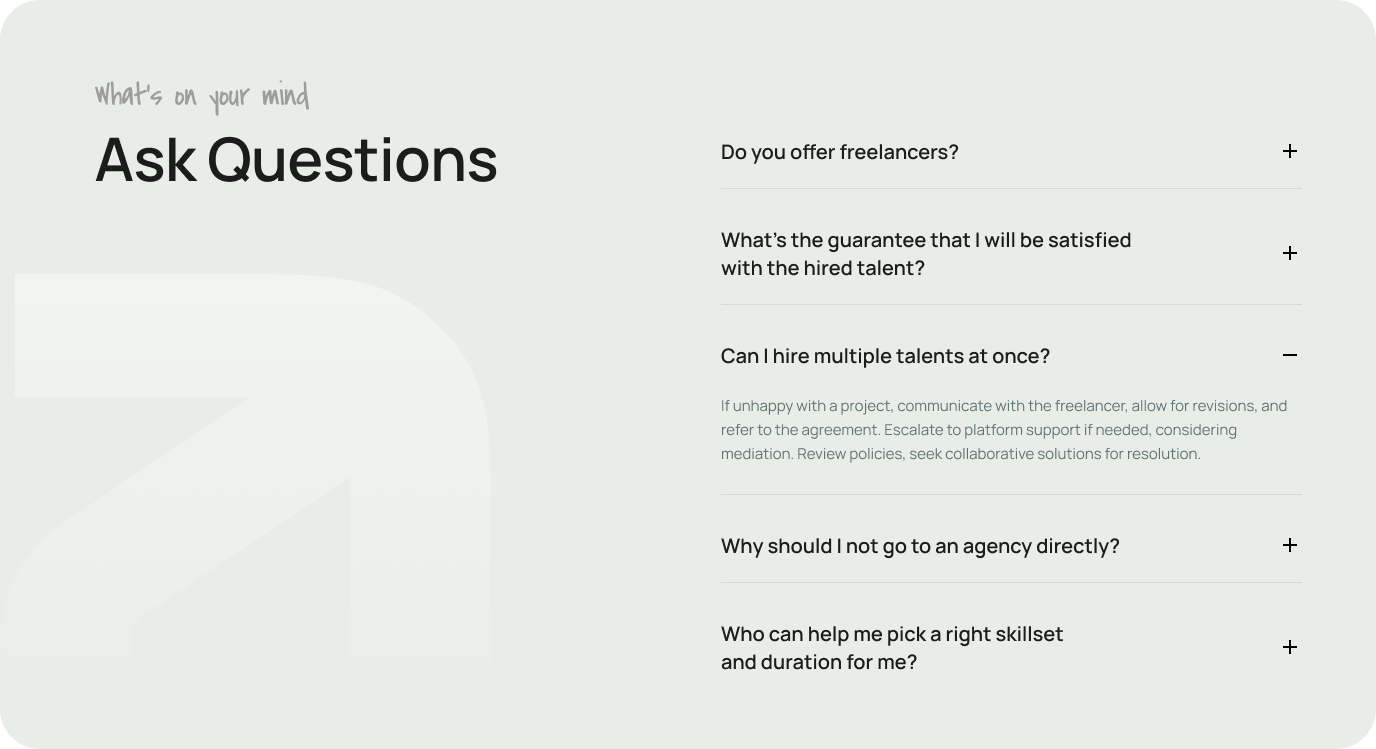 What's on your mind
Ask Questions
Do you offer freelancers?
What's the guarantee that I will be satisfied
with the hired talent?
Can I hire multiple talents at once?
If unhappy with a project, communicate with the freelancer, allow for revisions, and
refer to the agreement. Escalate to platform support if needed, considering
mediation. Review policies, seek collaborative solutions for resolution.
Why should I not go to an agency directly?
Who can help me pick a right skillset
and duration for me?